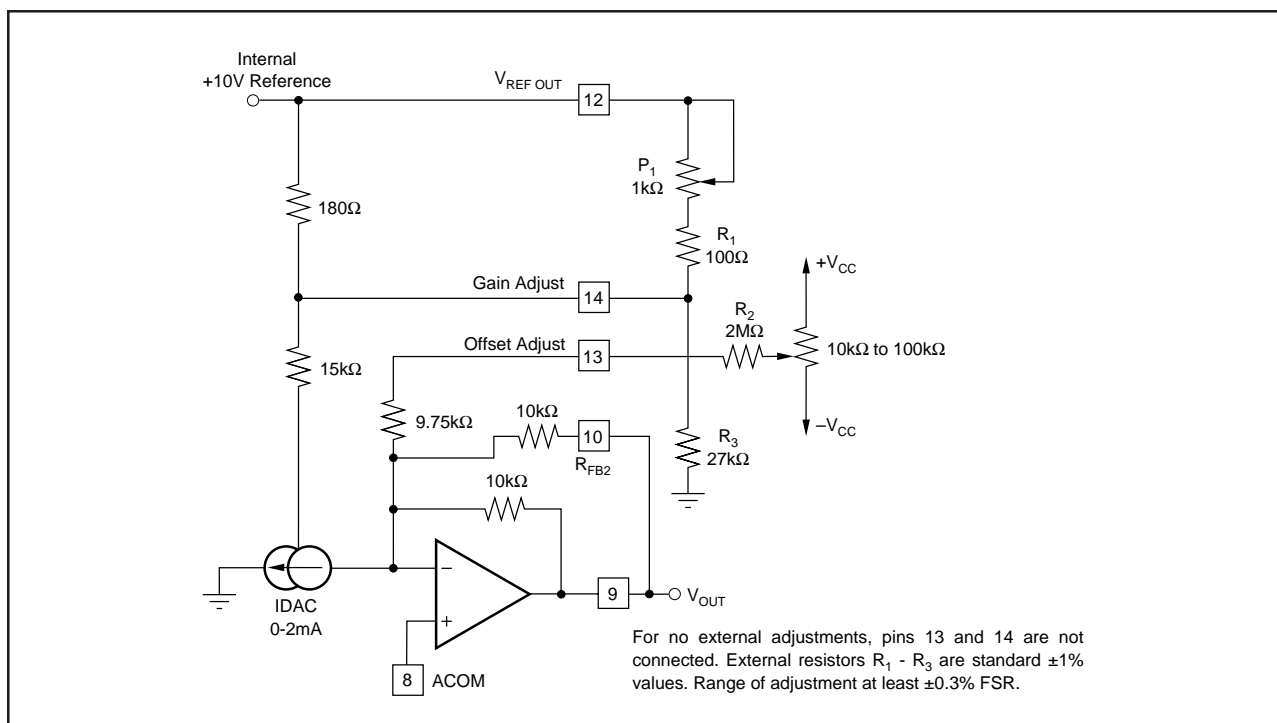 Internal
+10V Reference
V_REF OUT
12
P_1
1kΩ
180Ω
R_1
100Ω
+V_CC
Gain Adjust
14
R_2
2MΩ
Offset Adjust
13
10kΩ to 100kΩ
15kΩ
9.75kΩ
10kΩ
10
R_FB2
–V_CC
R_3
27kΩ
10kΩ
–
+
IDAC
0-2mA
9
V_OUT
8
ACOM
For no external adjustments, pins 13 and 14 are not
connected. External resistors R_1 - R_3 are standard ±1%
values. Range of adjustment at least ±0.3% FSR.